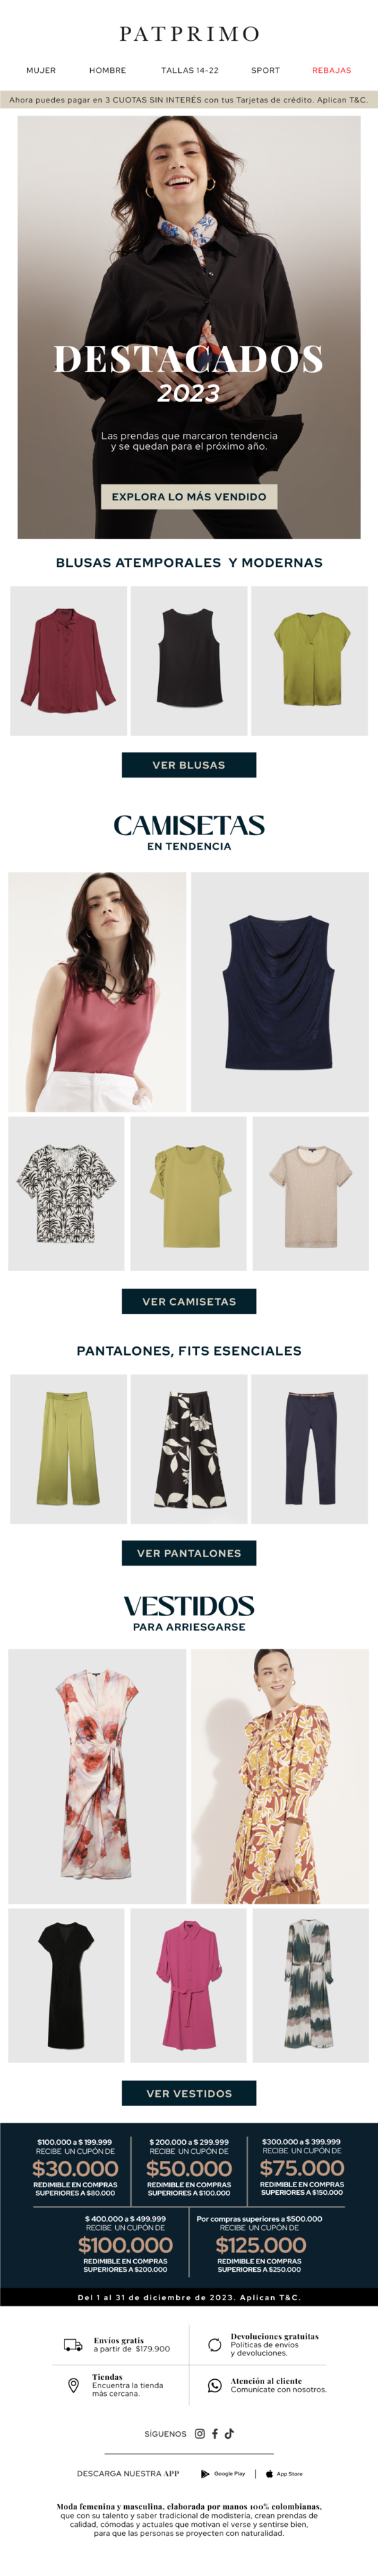 PATPRIMO
MUJER HOMBRE TALLAS 14-22 SPORT REBAJAS
Ahora puedes pagar en 3 CUOTAS SIN INTERÉS con tus Tarjetas de crédito. Aplican T&C.
DESTACADOS
2023
Las prendas que marcaron tendencia
y se quedan para el próximo año.
EXPLORA LO MÁS VENDIDO
BLUSAS ATEMPORALES Y MODERNAS
VER BLUSAS
CAMISETAS
EN TENDENCIA
VER CAMISETAS
PANTALONES, FITS ESENCIALES
VER PANTALONES
VESTIDOS
PARA ARRIESGARSE
VER VESTIDOS
$100.000 a $ 199.999
RECIBE UN CUPÓN DE
$30.000
REDIMIBLE EN COMPRAS
SUPERIORES A $80.000
$ 200.000 a $ 299.999
RECIBE UN CUPÓN DE
$50.000
REDIMIBLE EN COMPRAS
SUPERIORES A $100.000
$300.000 a $ 399.999
RECIBE UN CUPÓN DE
$75.000
REDIMIBLE EN COMPRAS
SUPERIORES A $150.000
$ 400.000 a $ 499.999
RECIBE UN CUPÓN DE
$100.000
REDIMIBLE EN COMPRAS
SUPERIORES A $200.000
Por compras superiores a $500.000
RECIBE UN CUPÓN DE
$125.000
REDIMIBLE EN COMPRAS
SUPERIORES A $250.000
Del 1 al 31 de diciembre de 2023. Aplican T&C.
Envíos gratis
a partir de $179.900
Devoluciones gratuitas
Políticas de envíos
y devoluciones.
Tiendas
Encuentra la tienda
más cercana.
Atención al cliente
Comunícate con nosotros.
SÍGUENOS
DESCARGA NUESTRA APP Google Play | App Store
Moda femenina y masculina, elaborada por manos 100% colombianas,
que con su talento y saber tradicional de modistería, crean prendas de
calidad, cómodas y actuales que motivan el verse y sentirse bien,
para que las personas se proyecten con naturalidad.